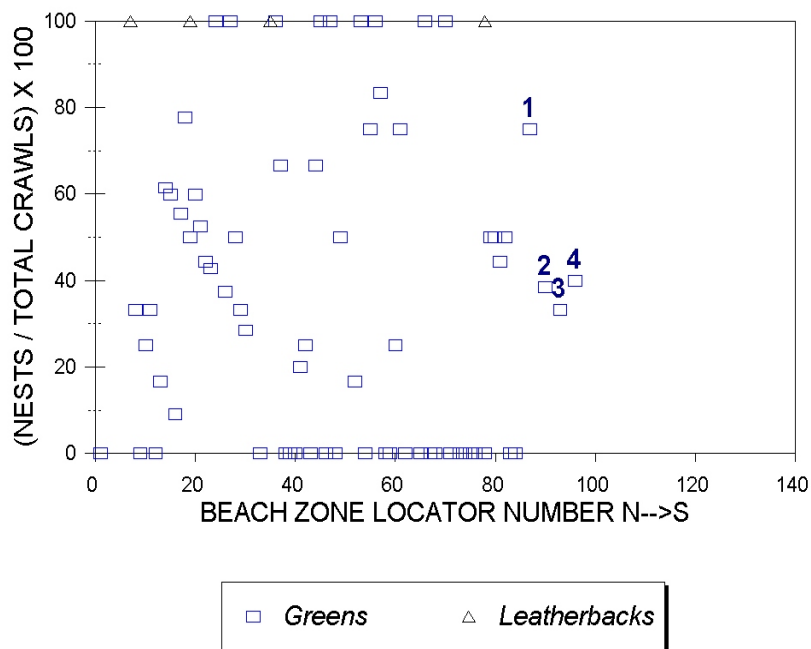 (NESTS / TOTAL CRAWLS) X 100
100
80
60
40
20
0
1
2
3
4
0 20 40 60 80 100 120 140
BEACH ZONE LOCATOR NUMBER N-->S
Greens Leatherbacks